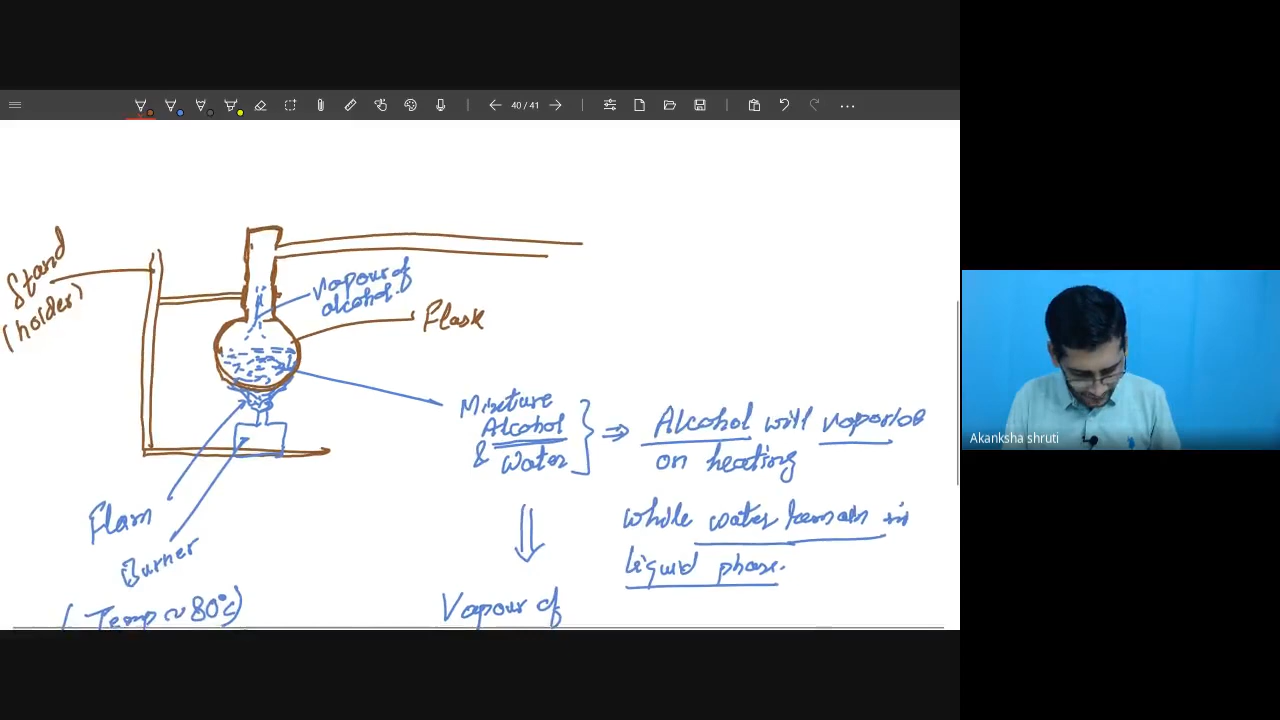 40/41
Stand
(holder)
Vapour of
alcohol.
Flask
Mixture
Alcohol
& Water
⇒ Alcohol will vaporise
on heating
while water remain in
liquid phase.
Flam
Burner
(Temp ~ 80°c)
Vapour of
Akanksha shruti